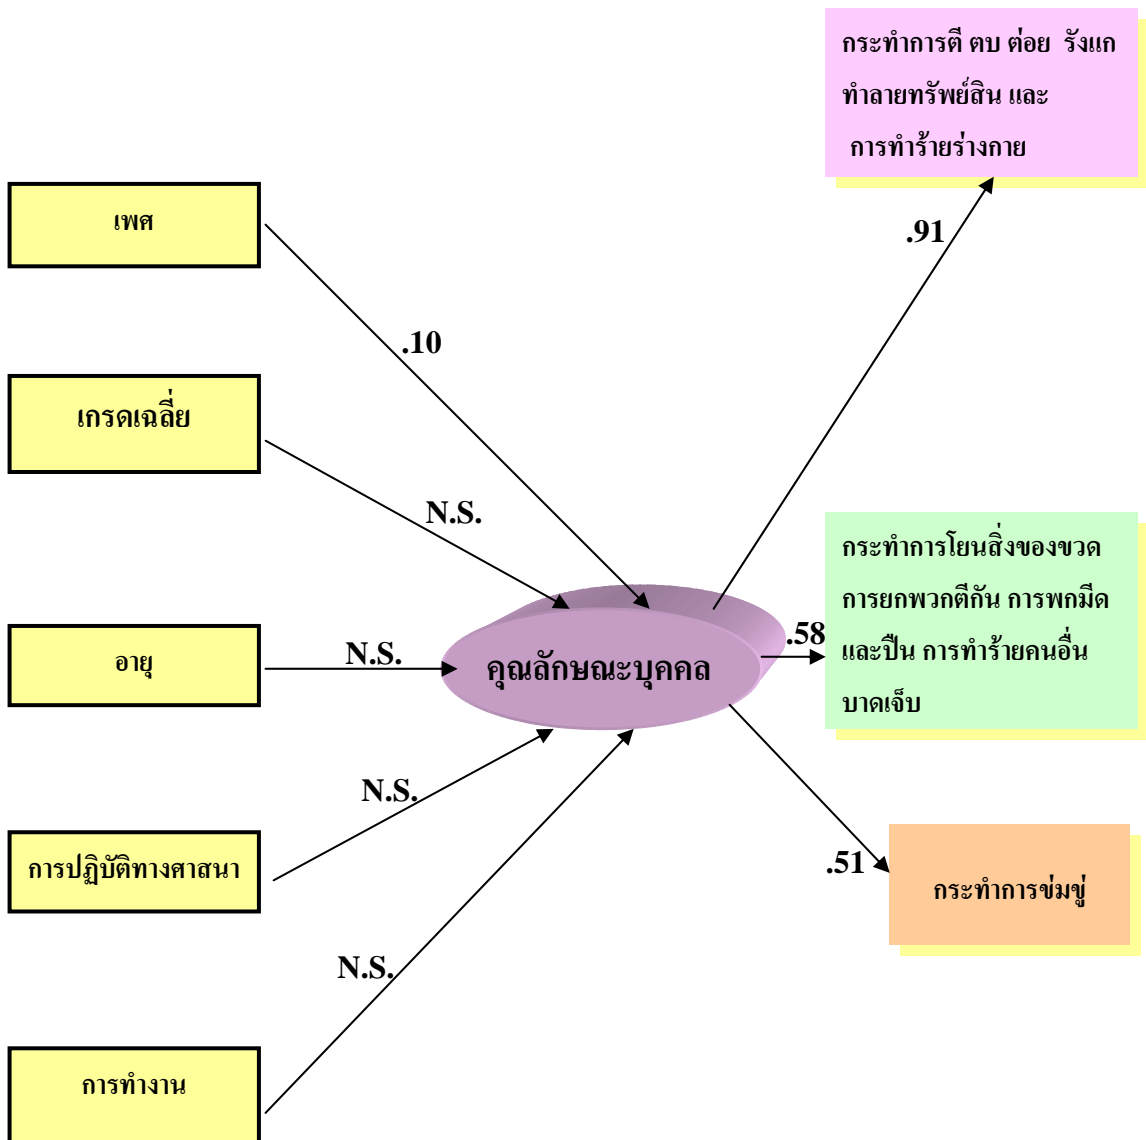 กระทำการตี ตบ ต่อย รังแก
ทำลายทรัพย์สิน และ
การทำร้ายร่างกาย
เพศ
.91
.10
เกรดเฉลี่ย
N.S.
กระทำการโยนสิ่งของขวด
การยกพวกตีกัน การพกมีด
และปืน การทำร้ายคนอื่น
บาดเจ็บ
อายุ
N.S.
คุณลักษณะบุคคล
.58
N.S.
การปฏิบัติทางศาสนา
.51
กระทำการข่มขู่
N.S.
การทำงาน